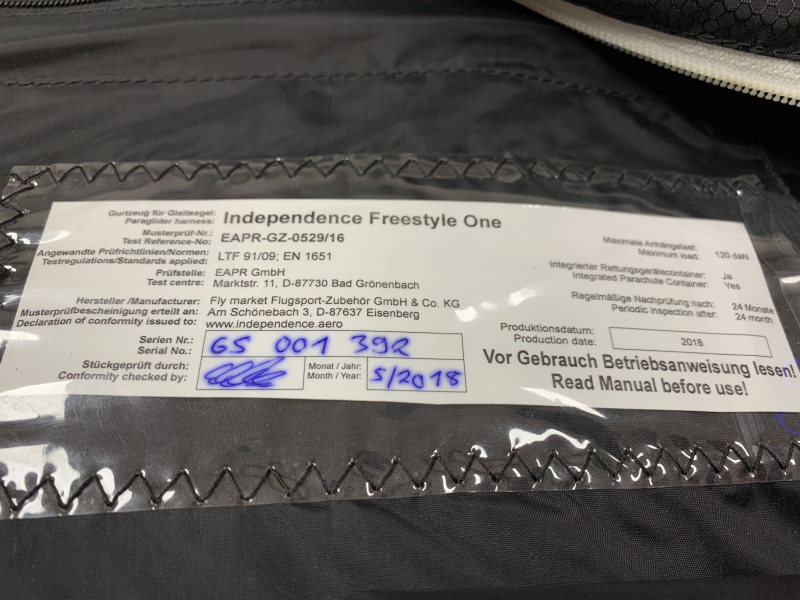 Gurtzeug für Gleitsegel:
Paraglider harness: Independence Freestyle One
Musterprüf-Nr.:
Test Reference-No: EAPR-GZ-0529/16
Angewandte Prüfrichtlinien/Normen:
Testregulations/Standards applied: LTF 91/09; EN 1651
Prüfstelle: EAPR GmbH
Test centre: Marktstr. 11, D-87730 Bad Grönenbach
Hersteller /Manufacturer: Fly market Flugsport-Zubehör GmbH & Co. KG
Musterprüfbescheinigung erteilt an: Am Schönebach 3, D-87637 Eisenberg
Declaration of conformity issued to: www.independence.aero
Serien Nr.:
Serial No.: GS 001 392
Stückgeprüft durch:
Conformity checked by:
Monat / Jahr:
Month / Year: 5/2018
Maximale Anhängelast:
Maximum load: 120 daN
Integrierter Rettungsgerätecontainer: Ja
Integrated Parachute Container: Yes
Regelmäßige Nachprüfung nach: 24 Monate
Periodic inspection after: 24 month
Produktionsdatum:
Production date: 2018
Vor Gebrauch Betriebsanweisung lesen!
Read Manual before use!